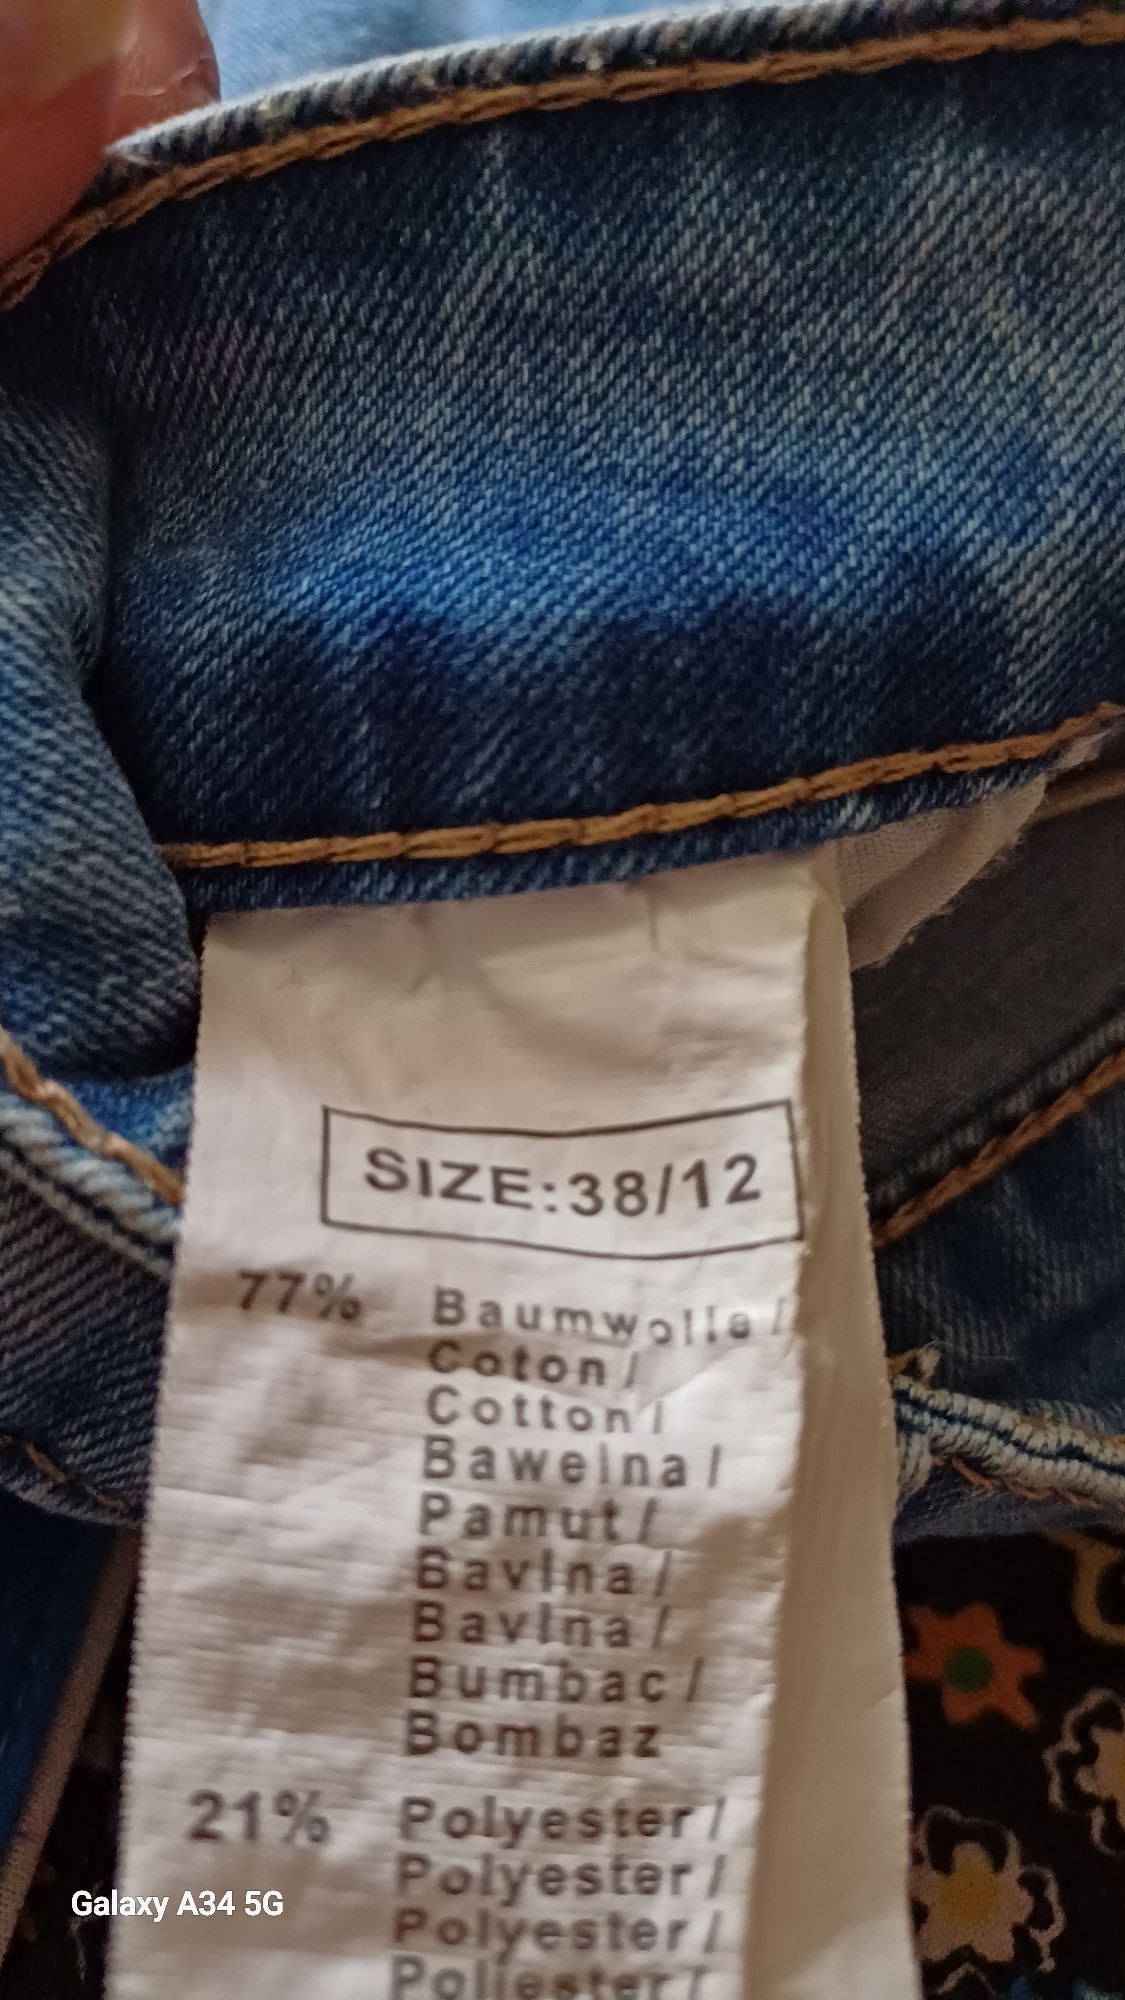 SIZE:38/12
77% Baumwolle /
Coton /
Cotton /
Bawelna /
Pamut /
Bavlna /
Bavlna /
Bumbac /
Bombaz
21% Polyester /
Polyester /
Polyester /
Poliester /
Galaxy A34 5G